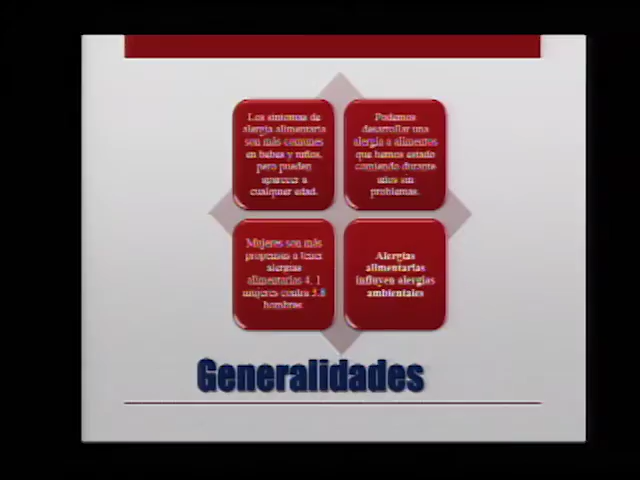 Los síntomas de
alergia alimentaria
son más comunes
en bebes y niños,
pero pueden
aparecer a
cualquier edad.
Podemos
desarrollar una
alergia a alimentos
que hemos estado
comiendo durante
años sin
problemas.
Mujeres son más
propensas a tener
alergias
alimentarias 4.1
mujeres contra 3.8
hombres
Alergias
alimentarias
influyen alergias
ambientales
Generalidades